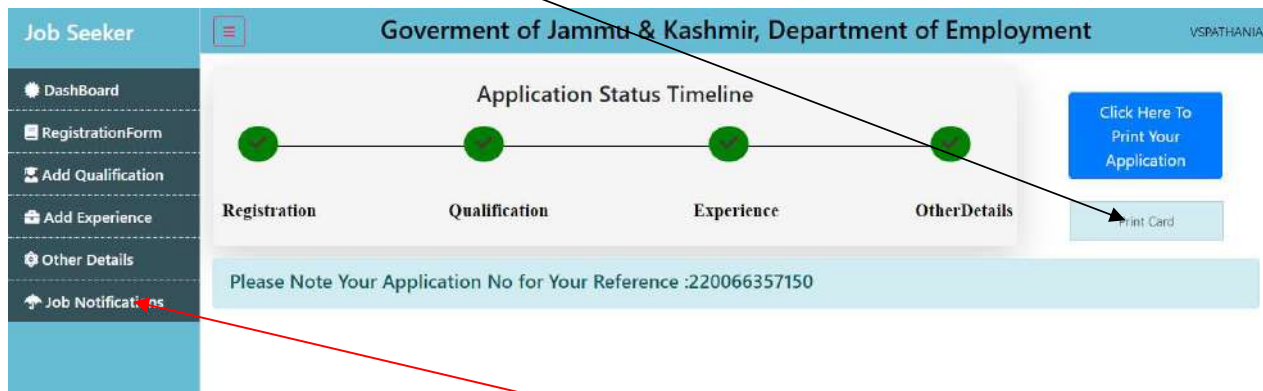 Job Seeker
Goverment of Jammu & Kashmir, Department of Employment
VSPATHANIA
DashBoard
RegistrationForm
Add Qualification
Add Experience
Other Details
Job Notifications
Application Status Timeline
Registration
Qualification
Experience
OtherDetails
Click Here To
Print Your
Application
Print Card
Please Note Your Application No for Your Reference :220066357150